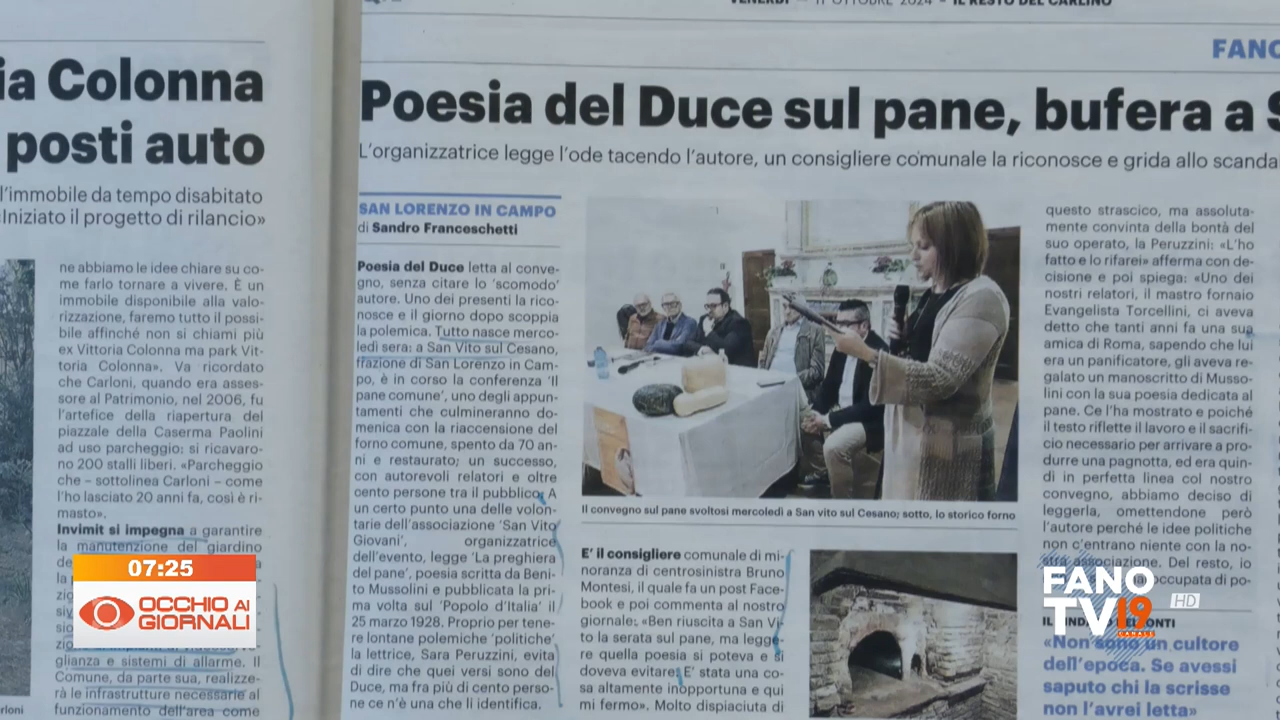 VENERDÌ — 11 OTTOBRE 2024 – IL RESTO DEL CARLINO
FANO
Colonna
posti auto
l'immobile da tempo disabitato
Iniziato il progetto di rilancio»
ne abbiamo le idee chiare su co-
me farlo tornare a vivere. È un
immobile disponibile alla valo-
rizzazione, faremo tutto il possi-
bile affinché non si chiami più
ex Vittoria Colonna ma park Vit-
toria Colonna». Va ricordato
che Carloni, quando era asses-
sore al Patrimonio, nel 2006, fu
l'artefice della riapertura del
piazzale della Caserma Paolini
ad uso parcheggio: si ricavaro-
no 200 stalli liberi. «Parcheggio
che – sottolinea Carloni – come
l'ho lasciato 20 anni fa, così è ri-
masto».
Invimit si impegna a garantire
la manutenzione del giardino
glianza e sistemi di allarme. Il
Comune, da parte sua, realizze-
rà le infrastrutture necessarie al
funzionamento dell'area come
Poesia del Duce sul pane, bufera a
L'organizzatrice legge l'ode tacendo l'autore, un consigliere comunale la riconosce e grida allo scanda
SAN LORENZO IN CAMPO
di Sandro Franceschetti
Poesia del Duce letta al conve-
gno, senza citare lo 'scomodo'
autore. Uno dei presenti la rico-
nosce e il giorno dopo scoppia
la polemica. Tutto nasce merco-
ledì sera: a San Vito sul Cesano,
frazione di San Lorenzo in Cam-
po, è in corso la conferenza 'Il
pane comune', uno degli appun-
tamenti che culmineranno do-
menica con la riaccensione del
forno comune, spento da 70 an-
ni e restaurato; un successo,
con autorevoli relatori e oltre
cento persone tra il pubblico. A
un certo punto una delle volon-
tarie dell'associazione 'San Vito
Giovani', organizzatrice
dell'evento, legge 'La preghiera
del pane', poesia scritta da Beni-
to Mussolini e pubblicata la pri-
ma volta sul 'Popolo d'Italia' il
25 marzo 1928. Proprio per tene-
re lontane polemiche 'politiche',
la lettrice, Sara Peruzzini, evita
di dire che quei versi sono del
Duce, ma fra più di cento perso-
ne ce n'è una che li identifica.
Il convegno sul pane svoltosi mercoledì a San vito sul Cesano; sotto, lo storico forno
E' il consigliere comunale di mi-
noranza di centrosinistra Bruno
Montesi, il quale fa un post Face-
book e poi commenta al nostro
giornale: «Ben riuscita a San Vi-
to la serata sul pane, ma legge-
re quella poesia si poteva e si
doveva evitare. E' stata una co-
sa altamente inopportuna e qui
mi fermo». Molto dispiaciuta di
questo strascico, ma assoluta-
mente convinta della bontà del
suo operato, la Peruzzini: «L'ho
fatto e lo rifarei» afferma con de-
cisione e poi spiega: «Uno dei
nostri relatori, il mastro fornaio
Evangelista Torcellini, ci aveva
detto che tanti anni fa una sua
amica di Roma, sapendo che lui
era un panificatore, gli aveva re-
galato un manoscritto di Musso-
lini con la sua poesia dedicata al
pane. Ce l'ha mostrato e poiché
il testo riflette il lavoro e il sacrifi-
cio necessario per arrivare a pro-
durre una pagnotta, ed era quin-
di in perfetta linea col nostro
convegno, abbiamo deciso di
leggerla, omettendone però
l'autore perché le idee politiche
non c'entrano niente con la no-
stra associazione. Del resto, io
occupata di po-
«Non sono un cultore
dell'epoca. Se avessi
saputo chi la scrisse
non l'avrei letta»
07:25
OCCHIO AI
GIORNALI
FANO
TV19
CANALE
HD